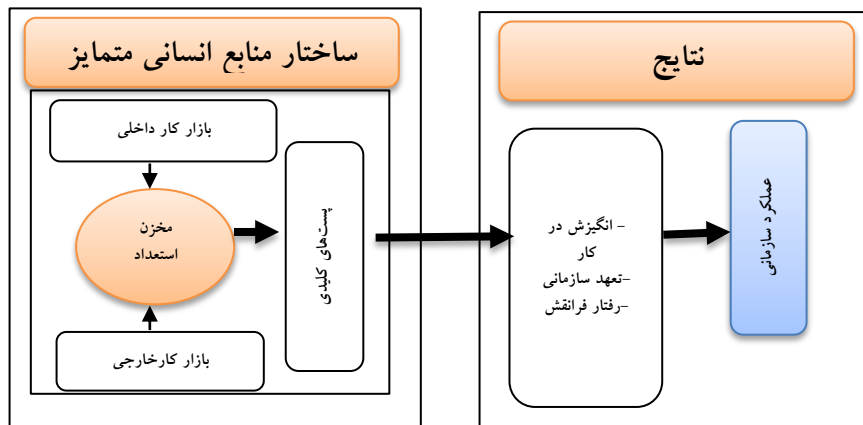 ساختار منابع انسانی متمایز
بازار کار داخلی
مخزن
استعداد
بازار کارخارجی
پست‌های کلیدی
نتایج
- انگیزش در
کار
-تعهد سازمانی
-رفتار فرانقش
عملکرد سازمانی